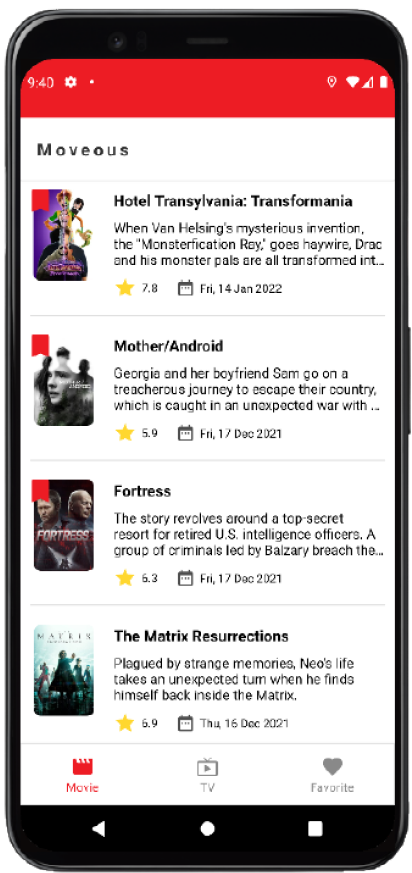 9:40
Moveous
Hotel Transylvania: Transformania
When Van Helsing's mysterious invention,
the "Monsterfication Ray," goes haywire, Drac
and his monster pals are all transformed int...
7.8 Fri, 14 Jan 2022
Mother/Android
Georgia and her boyfriend Sam go on a
treacherous journey to escape their country,
which is caught in an unexpected war with ...
5.9 Fri, 17 Dec 2021
Fortress
The story revolves around a top-secret
resort for retired U.S. intelligence officers. A
group of criminals led by Balzary breach the...
FORTRESS
6.3 Fri, 17 Dec 2021
The Matrix Resurrections
MATRIX
Plagued by strange memories, Neo's life
takes an unexpected turn when he finds
himself back inside the Matrix.
6.9 Thu, 16 Dec 2021
Movie
TV
Favorite